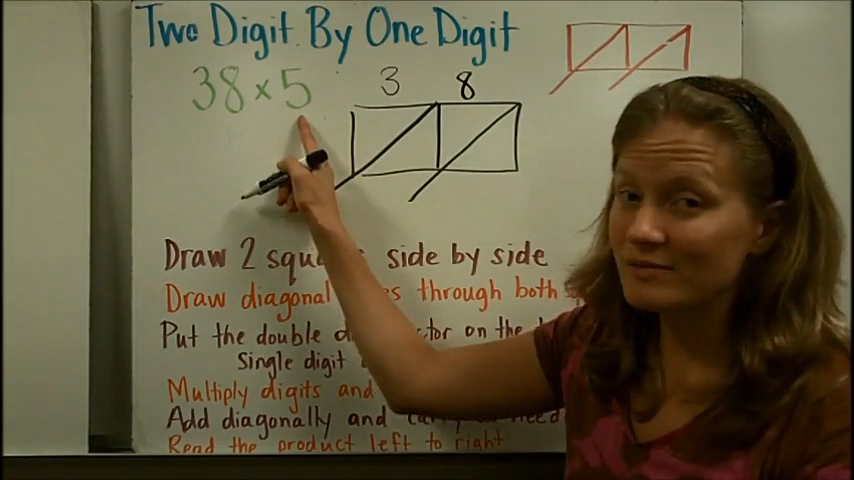 Two Digit By One Digit
38 × 5
3 8
Draw 2 side by side
Draw diagonal through both
Put the double on the
Single digit
Multiply digits and
Add diagonally and need
Read the product left to right